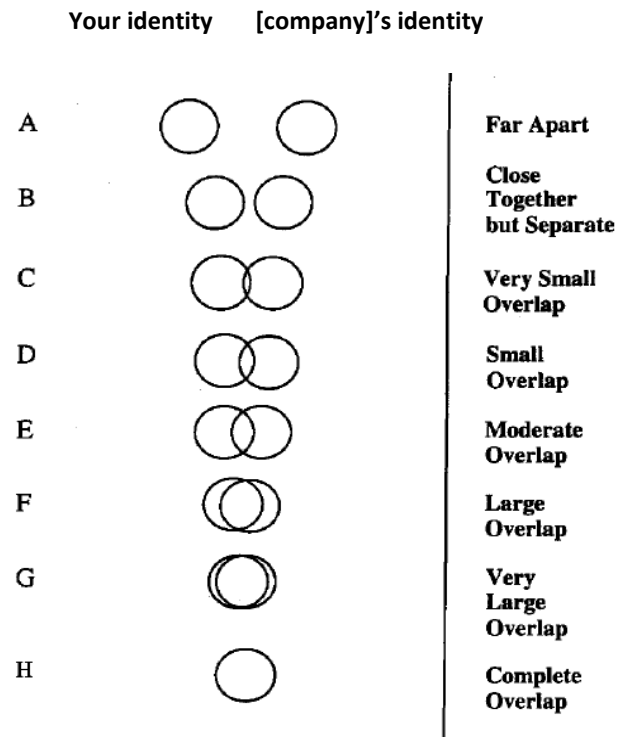 Your identity [company]’s identity
A
Far Apart
B
Close
Together
but Separate
C
Very Small
Overlap
D
Small
Overlap
E
Moderate
Overlap
F
Large
Overlap
G
Very
Large
Overlap
H
Complete
Overlap